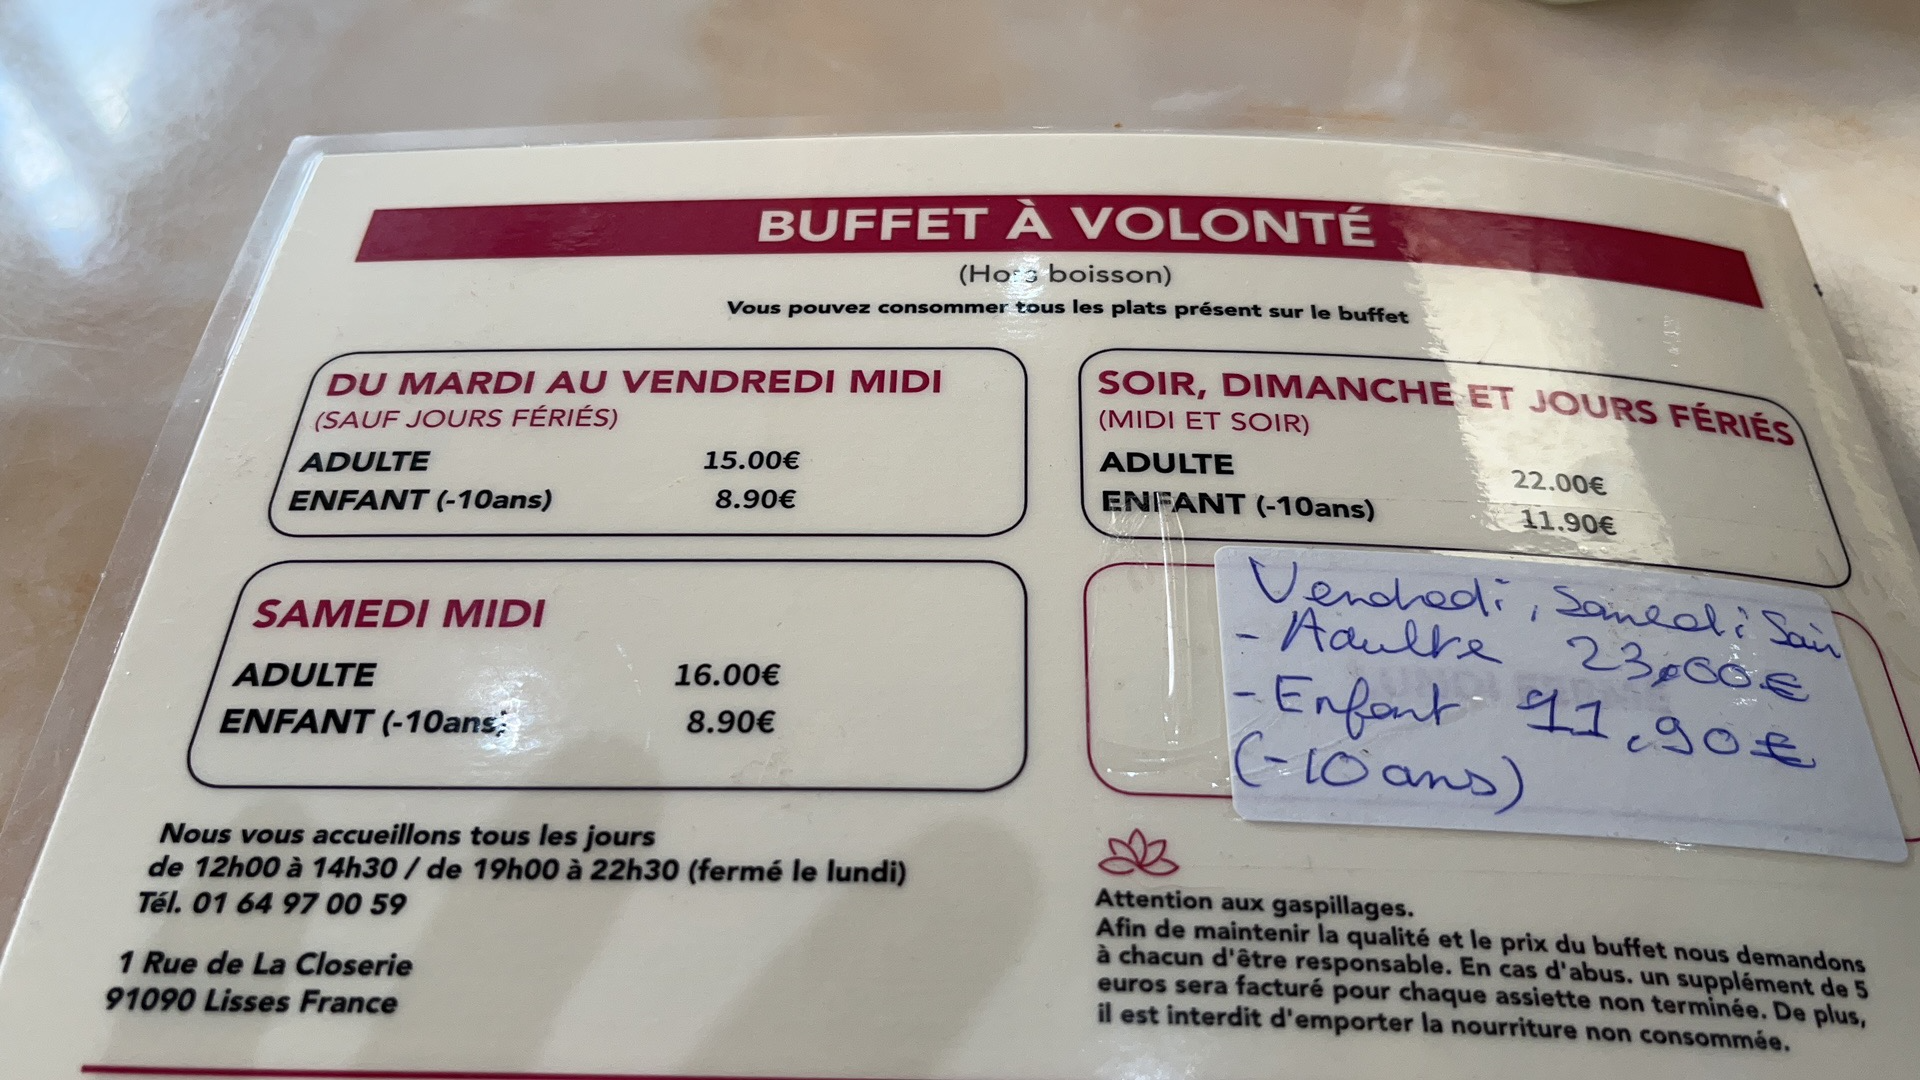 BUFFET À VOLONTÉ
(Hors boisson)
Vous pouvez consommer tous les plats présent sur le buffet
DU MARDI AU VENDREDI MIDI
(SAUF JOURS FÉRIÉS)
ADULTE 15.00€
ENFANT (-10ans) 8.90€
SOIR, DIMANCHE ET JOURS FÉRIÉS
(MIDI ET SOIR)
ADULTE 22.00€
ENFANT (-10ans) 11.90€
SAMEDI MIDI
ADULTE 16.00€
ENFANT (-10ans) 8.90€
Vendredi, Samedi Soir
- Adulte 23,00€
- Enfant 11,90€
(-10 ans)
Nous vous accueillons tous les jours
de 12h00 à 14h30 / de 19h00 à 22h30 (fermé le lundi)
Tél. 01 64 97 00 59
1 Rue de La Closerie
91090 Lisses France
Attention aux gaspillages.
Afin de maintenir la qualité et le prix du buffet nous demandons
à chacun d'être responsable. En cas d'abus. un supplément de 5
euros sera facturé pour chaque assiette non terminée. De plus,
il est interdit d'emporter la nourriture non consommée.